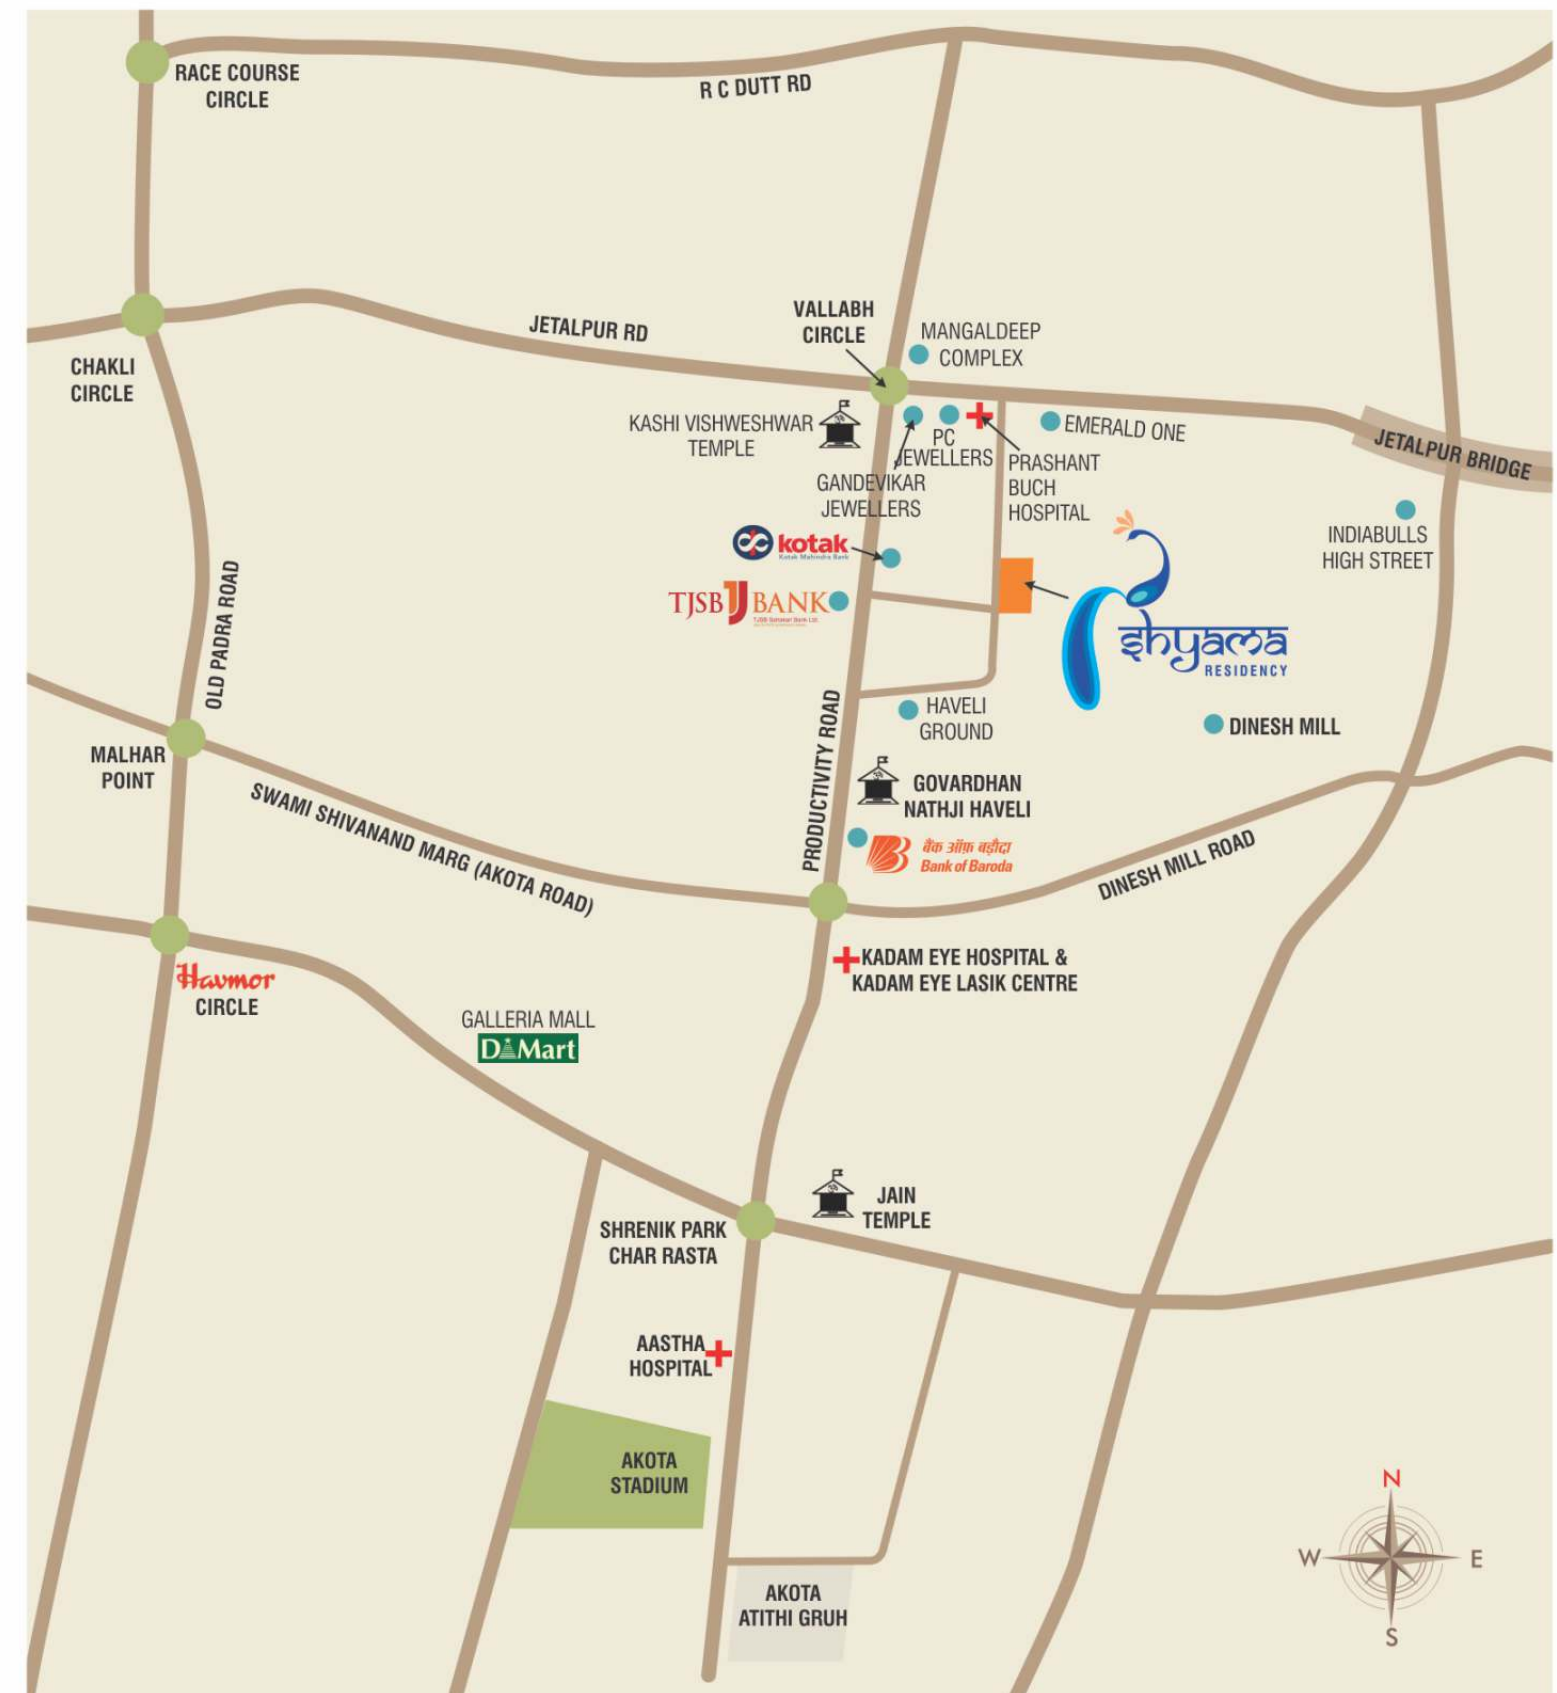 RACE COURSE
CIRCLE
R C DUTT RD
VALLABH
CIRCLE
MANGALDEEP
COMPLEX
JETALPUR RD
CHAKLI
CIRCLE
KASHI VISHWESHWAR
TEMPLE
PC
JEWELLERS
EMERALD ONE
JETALPUR BRIDGE
GANDEVIKAR
JEWELLERS
PRASHANT
BUCH
HOSPITAL
INDIABULLS
HIGH STREET
kotak
Kotak Mahindra Bank
TJSB BANK
shyama
RESIDENCY
OLD PADRA ROAD
HAVELI
GROUND
DINESH MILL
MALHAR
POINT
PRODUCTIVITY ROAD
GOVARDHAN
NATHJI HAVELI
SWAMI SHIVANAND MARG (AKOTA ROAD)
बैंक ऑफ़ बड़ौदा
Bank of Baroda
DINESH MILL ROAD
Havmor
CIRCLE
KADAM EYE HOSPITAL &
KADAM EYE LASIK CENTRE
GALLERIA MALL
D Mart
JAIN
TEMPLE
SHRENIK PARK
CHAR RASTA
AASTHA
HOSPITAL
AKOTA
STADIUM
AKOTA
ATITHI GRUH
N
W E
S